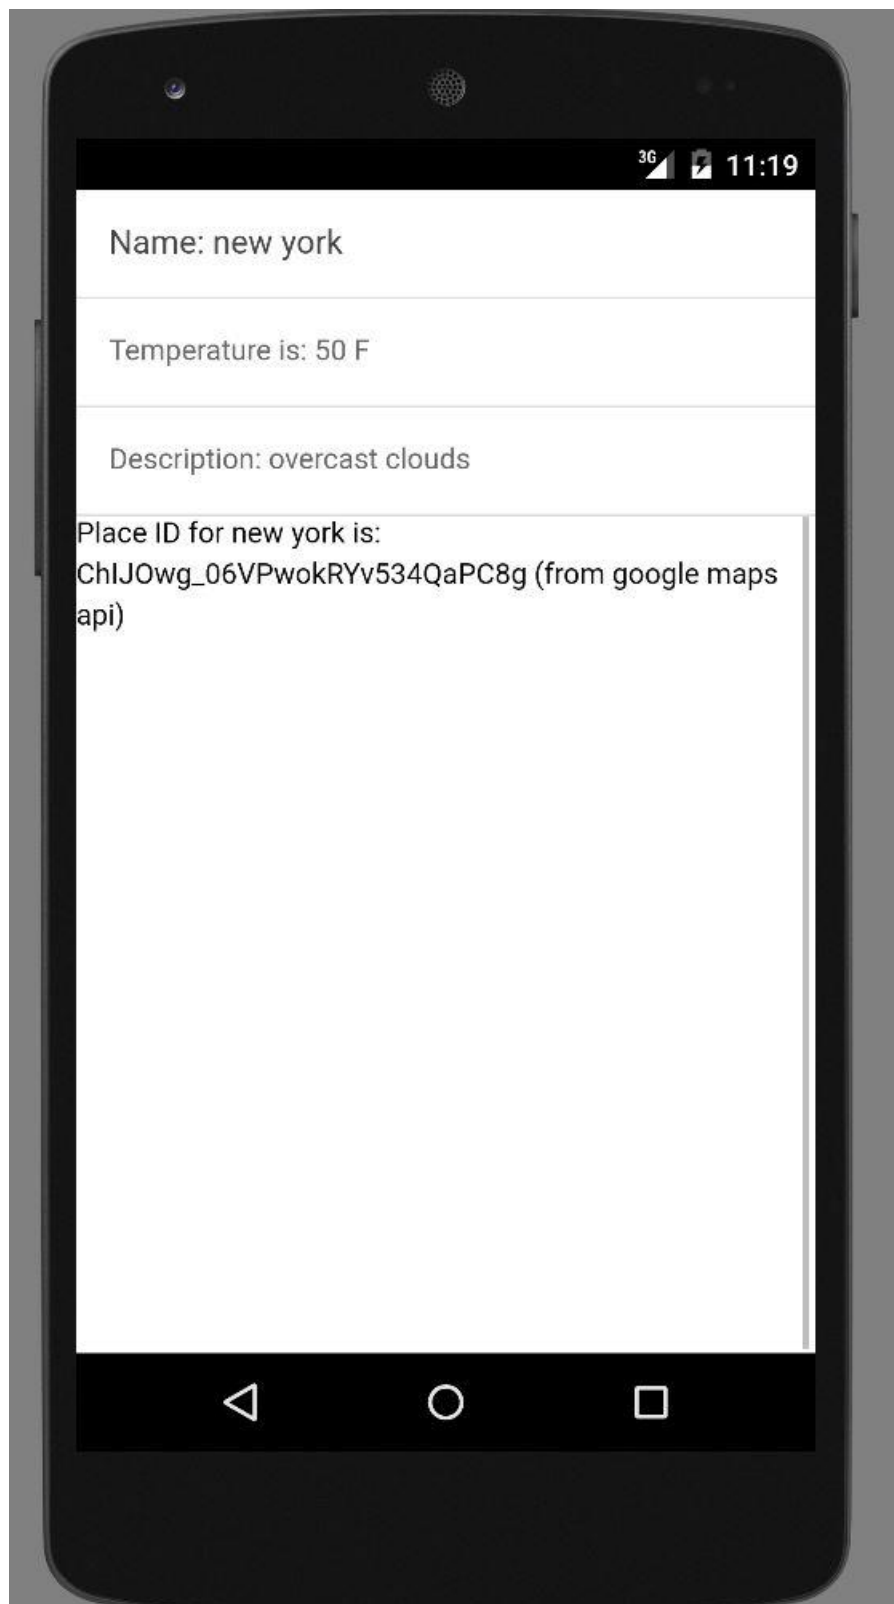 3G 11:19
Name: new york
Temperature is: 50 F
Description: overcast clouds
Place ID for new york is:
ChIJOwg_06VPwokRYv534QaPC8g (from google maps
api)